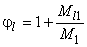 φₗ = 1 + Mₗ₁ / M₁